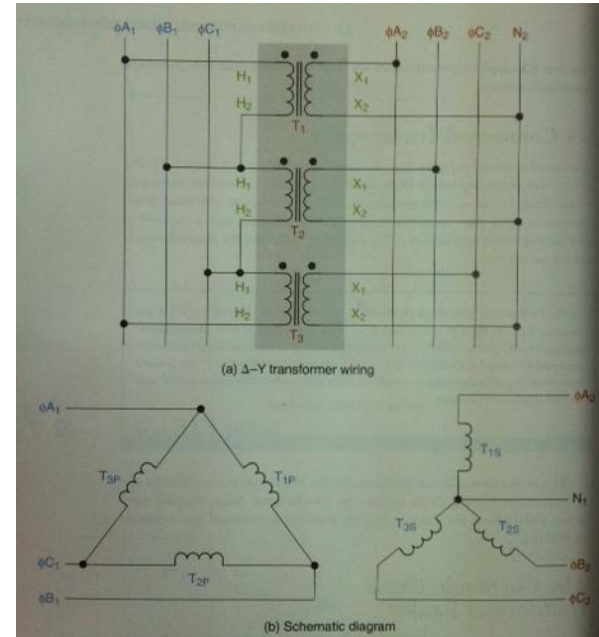 ϕA₁ ϕB₁ ϕC₁ ϕA₂ ϕB₂ ϕC₂ N₂
H₁ X₁
H₂ X₂
T₁
H₁ X₁
H₂ X₂
T₂
H₁ X₁
H₂ X₂
T₃
(a) Δ–Y transformer wiring
ϕA₁ ϕA₂
T₁S
T₃P T₁P
N₁
T₃S T₂S
ϕC₁ ϕB₂
T₂P
ϕB₁ ϕC₂
(b) Schematic diagram